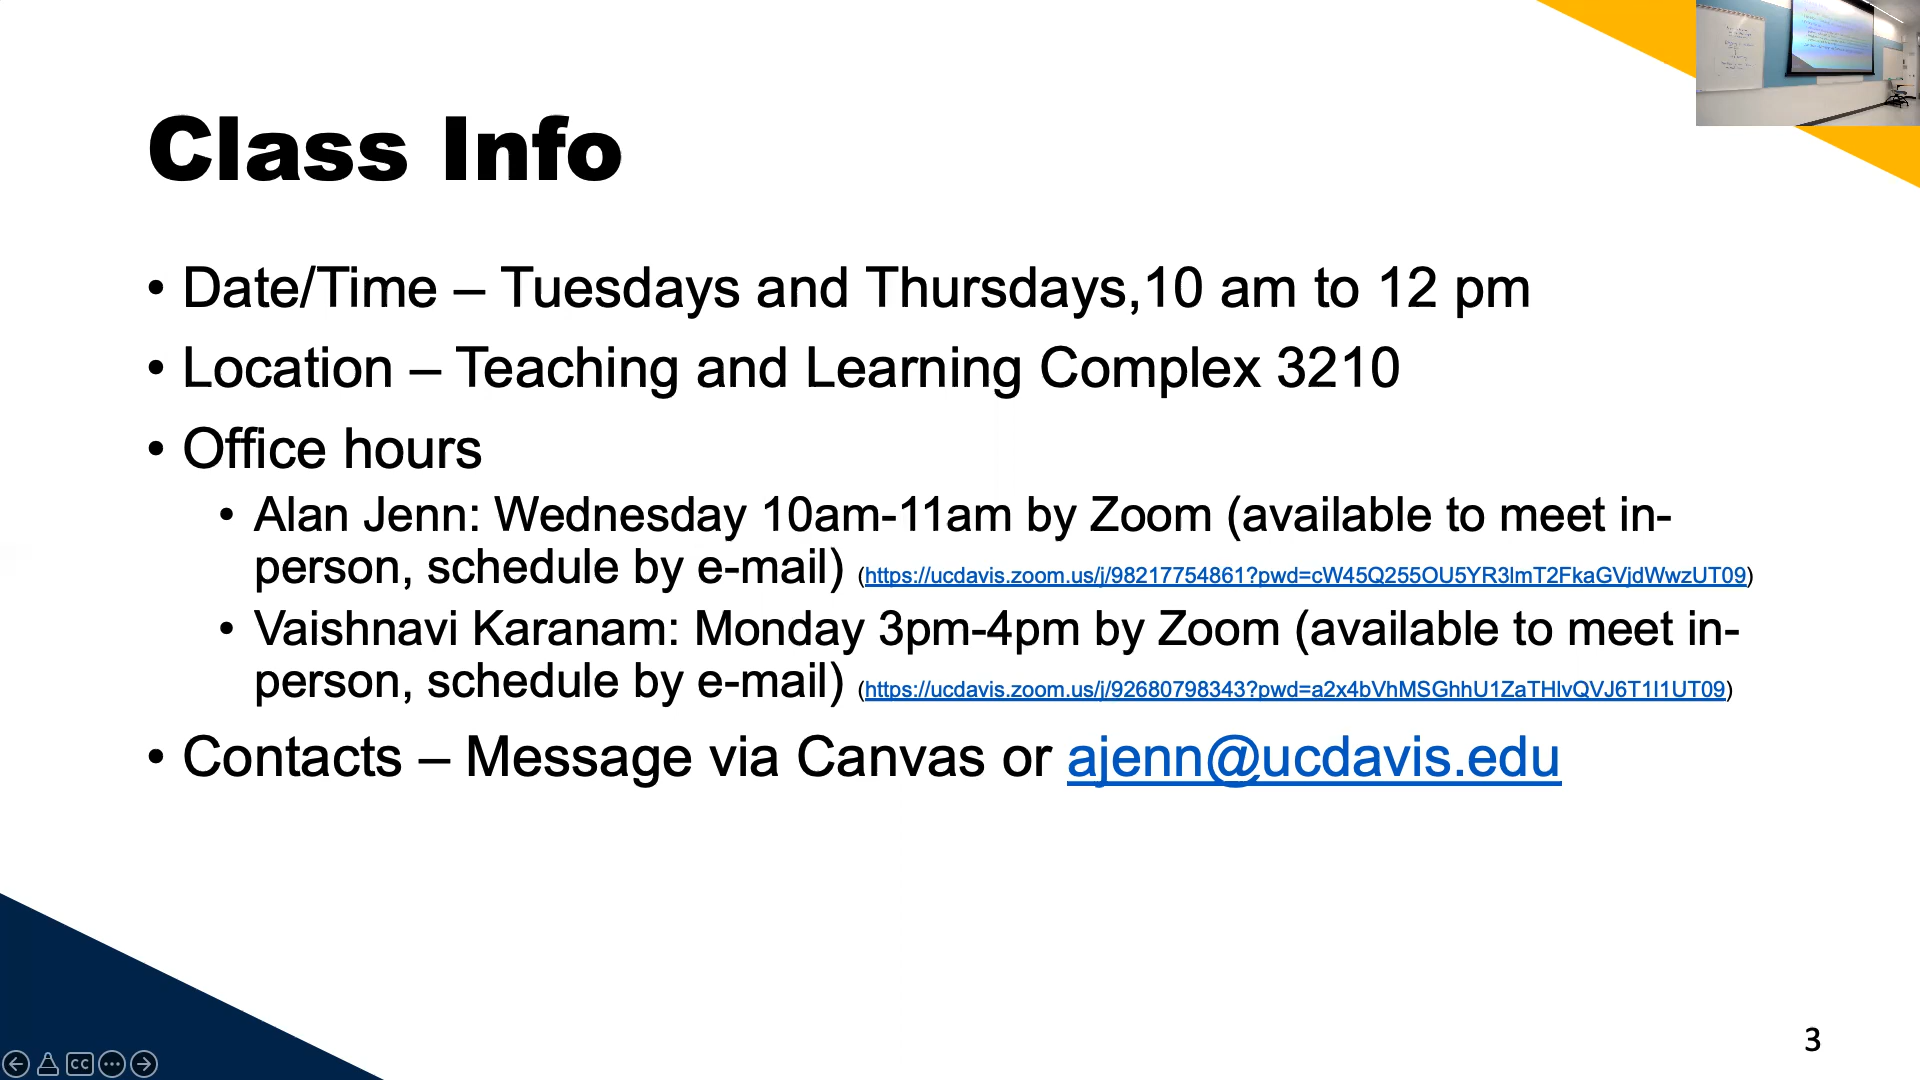 Class Info
• Date/Time – Tuesdays and Thursdays,10 am to 12 pm
• Location – Teaching and Learning Complex 3210
• Office hours
• Alan Jenn: Wednesday 10am-11am by Zoom (available to meet in-
person, schedule by e-mail) (https://ucdavis.zoom.us/j/98217754861?pwd=cW45Q255OU5YR3lmT2FkaGVjdWwzUT09)
• Vaishnavi Karanam: Monday 3pm-4pm by Zoom (available to meet in-
person, schedule by e-mail) (https://ucdavis.zoom.us/j/92680798343?pwd=a2x4bVhMSGhhU1ZaTHlvQVJ6T1I1UT09)
• Contacts – Message via Canvas or ajenn@ucdavis.edu
3
CC